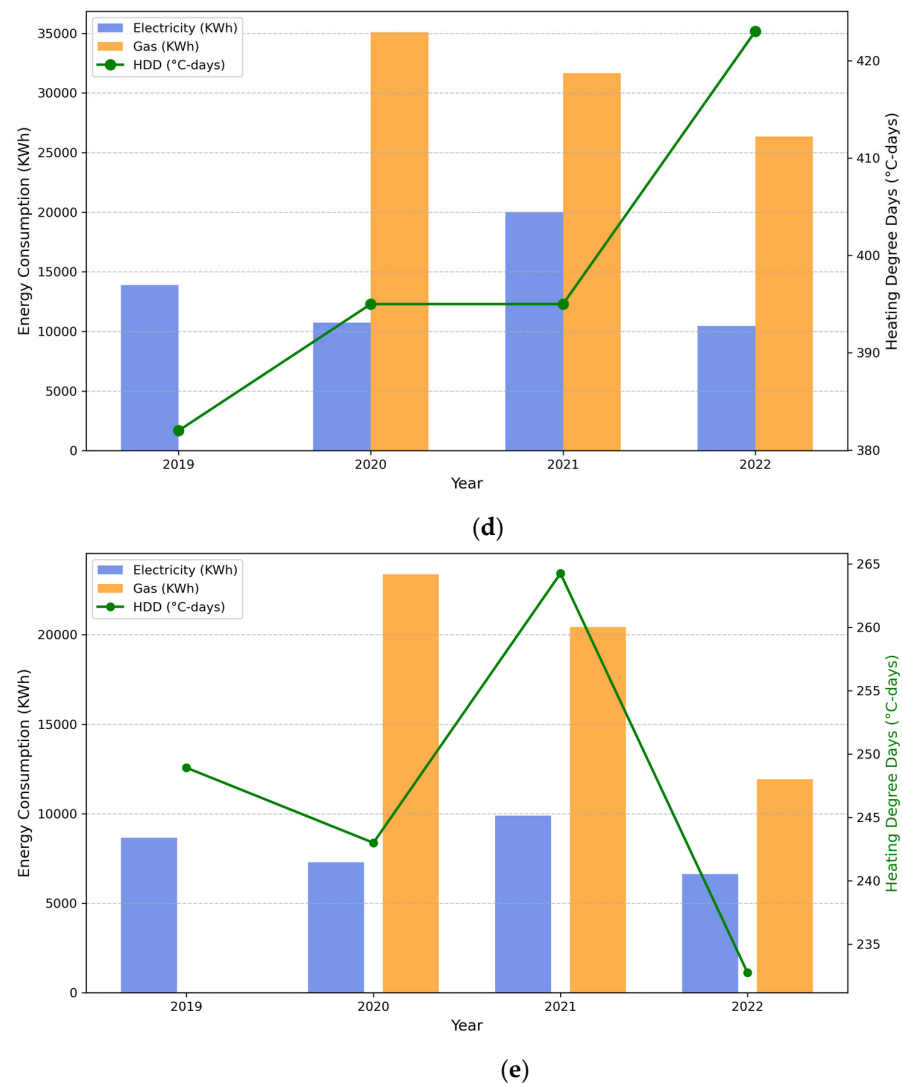 Electricity (KWh)
Gas (KWh)
HDD (°C-days)
35000
30000
25000
20000
15000
10000
5000
0
Energy Consumption (KWh)
420
410
400
390
380
Heating Degree Days (°C-days)
2019 2020 2021 2022
Year
(d)
Electricity (KWh)
Gas (KWh)
HDD (°C-days)
20000
15000
10000
5000
0
Energy Consumption (KWh)
265
260
255
250
245
240
235
Heating Degree Days (°C-days)
2019 2020 2021 2022
Year
(e)